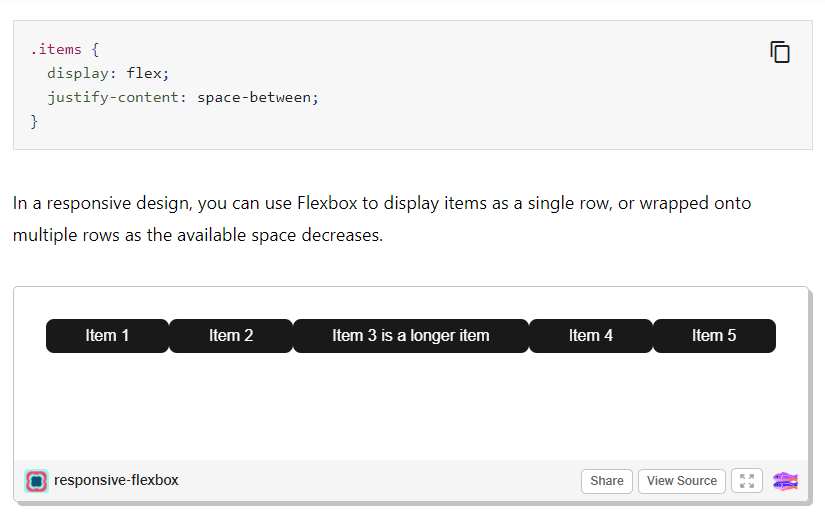 .items {
  display: flex;
  justify-content: space-between;
}
In a responsive design, you can use Flexbox to display items as a single row, or wrapped onto
multiple rows as the available space decreases.
Item 1 Item 2 Item 3 is a longer item Item 4 Item 5
responsive-flexbox Share View Source